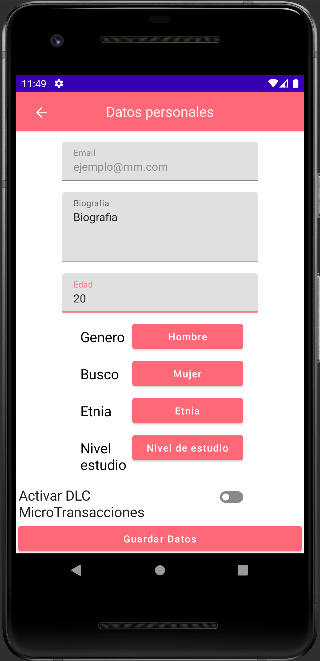 11:49
Datos personales
Email
ejemplo@mm.com
Biografia
Biografia
Edad
20
Genero Hombre
Busco Mujer
Etnia Etnia
Nivel estudio Nivel de estudio
Activar DLC
MicroTransacciones
Guardar Datos